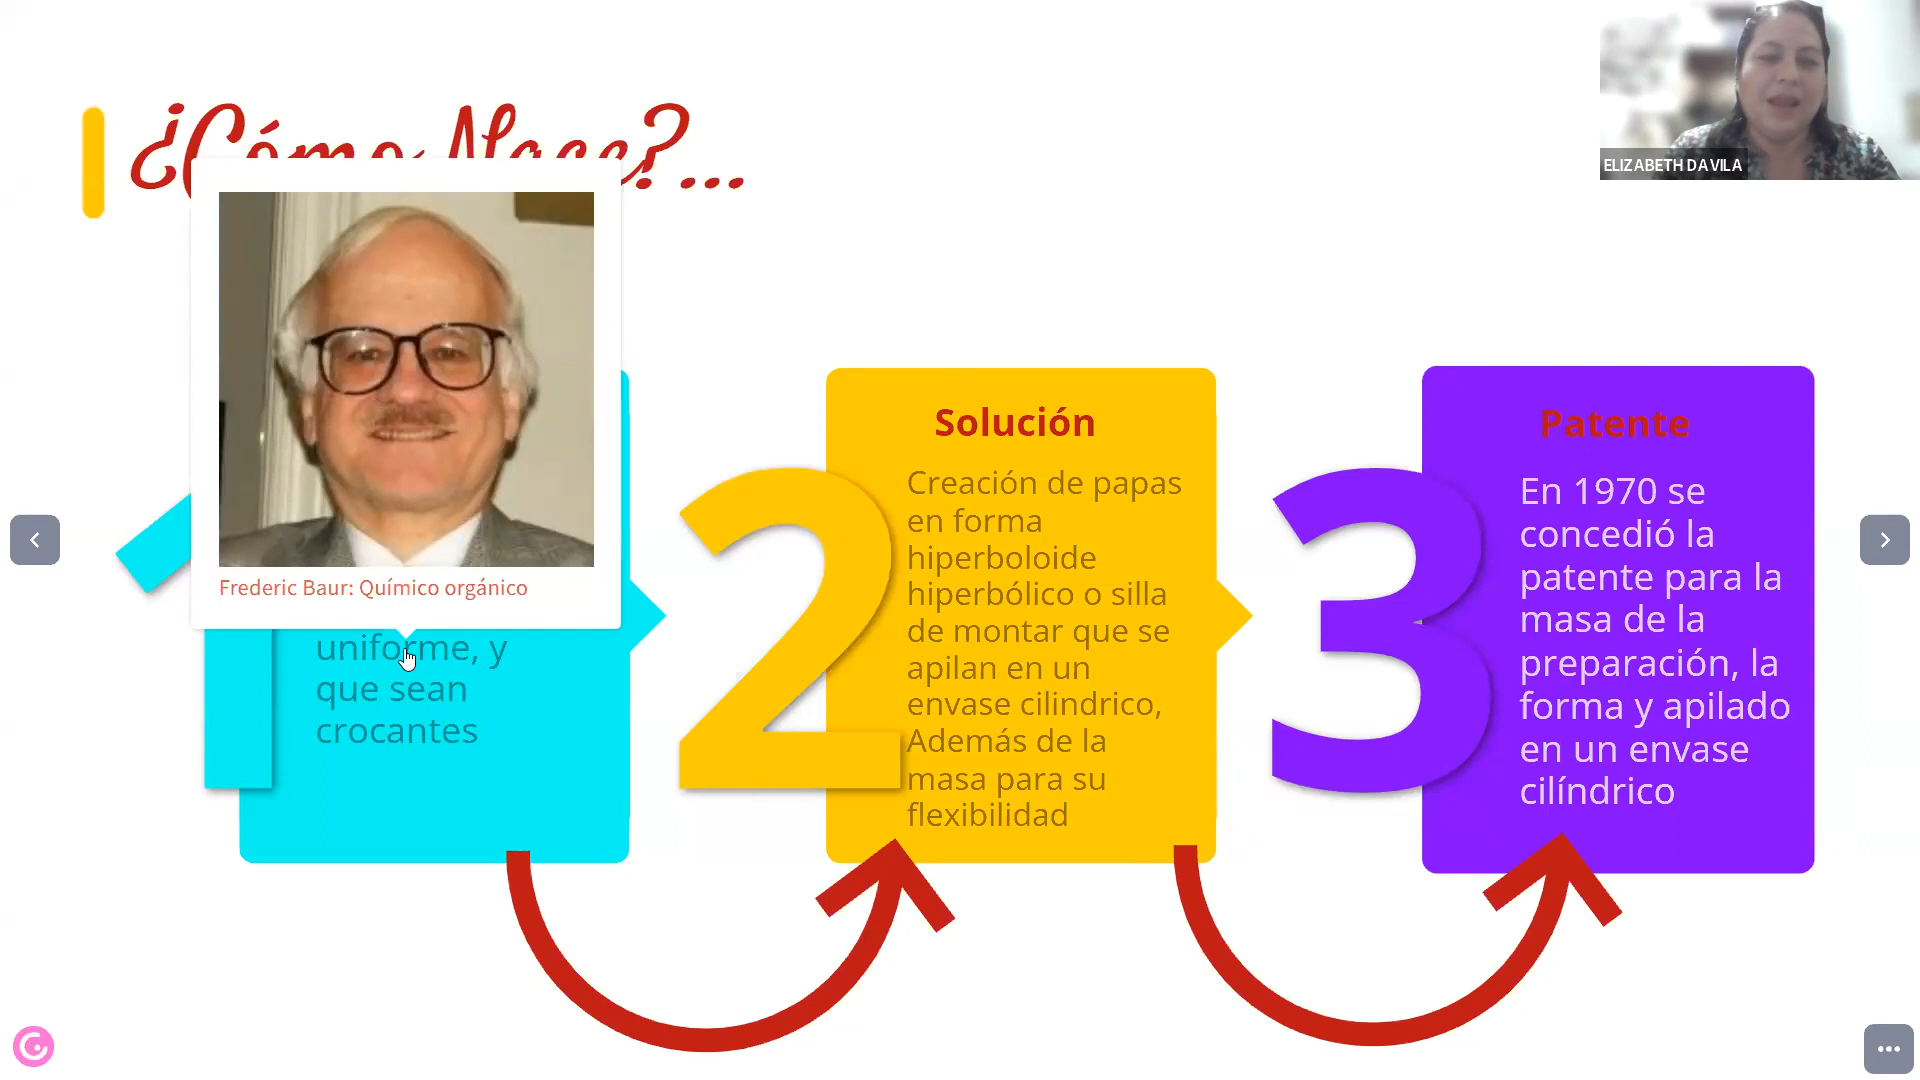 ¿Cómo Nace?...
ELIZABETH DAVILA
Frederic Baur: Químico orgánico
1
uniforme, y
que sean
crocantes
2
Solución
Creación de papas
en forma
hiperboloide
hiperbólico o silla
de montar que se
apilan en un
envase cilindrico,
Además de la
masa para su
flexibilidad
3
Patente
En 1970 se
concedió la
patente para la
masa de la
preparación, la
forma y apilado
en un envase
cilíndrico